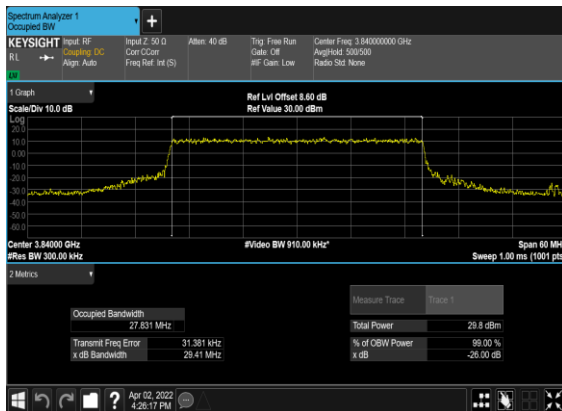 Spectrum Analyzer 1
Occupied BW
KEYSIGHT
RL
Input: RF
Coupling: DC
Align: Auto
Input Z: 50 Ω
Corr CCorr
Freq Ref: Int (S)
Atten: 40 dB
Trig: Free Run
Gate: Off
#IF Gain: Low
Center Freq: 3.840000000 GHz
Avg|Hold: 500/500
Radio Std: None
1 Graph
Scale/Div 10.0 dB
Ref Lvl Offset 8.60 dB
Ref Value 30.00 dBm
Log
20.0
10.0
0.00
-10.0
-20.0
-30.0
-40.0
-50.0
-60.0
Center 3.84000 GHz
#Res BW 300.00 kHz
#Video BW 910.00 kHz*
Span 60 MH
Sweep 1.00 ms (1001 pts
2 Metrics
Measure Trace
Trace 1
Occupied Bandwidth
27.831 MHz
Total Power
29.8 dBm
Transmit Freq Error
31.381 kHz
% of OBW Power
99.00 %
x dB Bandwidth
29.41 MHz
x dB
-26.00 dB
?
Apr 02, 2022
4:26:17 PM